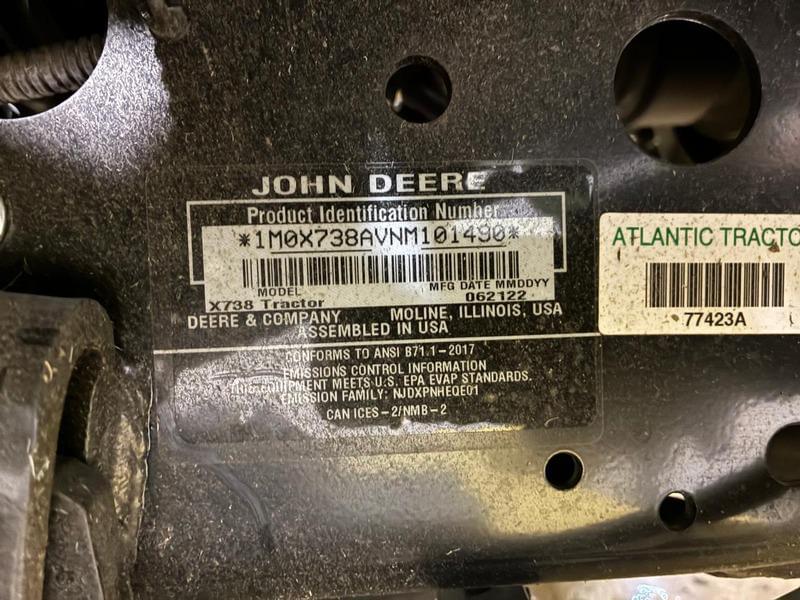 JOHN DEERE
Product Identification Number
*1M0X738AVNM101490*
MODEL
MFG DATE MMDDYY
X738 Tractor
062122
DEERE & COMPANY MOLINE, ILLINOIS, USA
ASSEMBLED IN USA
CONFORMS TO ANSI B71.1-2017
EMISSIONS CONTROL INFORMATION
THIS EQUIPMENT MEETS U.S. EPA EVAP STANDARDS.
EMISSION FAMILY: NJDXPNHEQE01
CAN ICES-2/NMB-2
ATLANTIC TRACTO
77423A